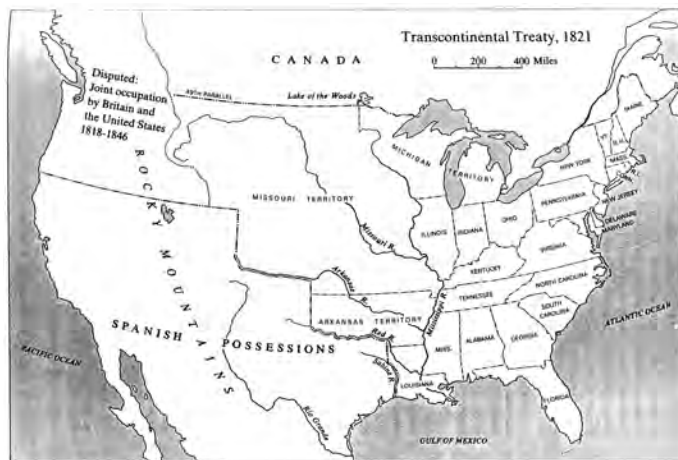 Transcontinental Treaty, 1821
0 200 400 Miles
CANADA
Disputed:
Joint occupation
by Britain and
the United States
1818-1846
49TH PARALLEL
Lake of the Woods
ROCKY MOUNTAINS
MISSOURI TERRITORY
MICHIGAN
TERRITORY
MAINE
VT.
N.H.
MASS.
NEW YORK
PENNSYLVANIA
NEW JERSEY
DELAWARE
MARYLAND
ILLINOIS
INDIANA
OHIO
VIRGINIA
Missouri R.
KENTUCKY
Arkansas R.
Mississippi R.
TENNESSEE
NORTH CAROLINA
SOUTH
CAROLINA
ARKANSAS TERRITORY
Red R.
SPANISH POSSESSIONS
MISS.
ALABAMA
GEORGIA
ATLANTIC OCEAN
PACIFIC OCEAN
Sabine R.
LOUISIANA
Rio Grande
FLORIDA
GULF OF MEXICO